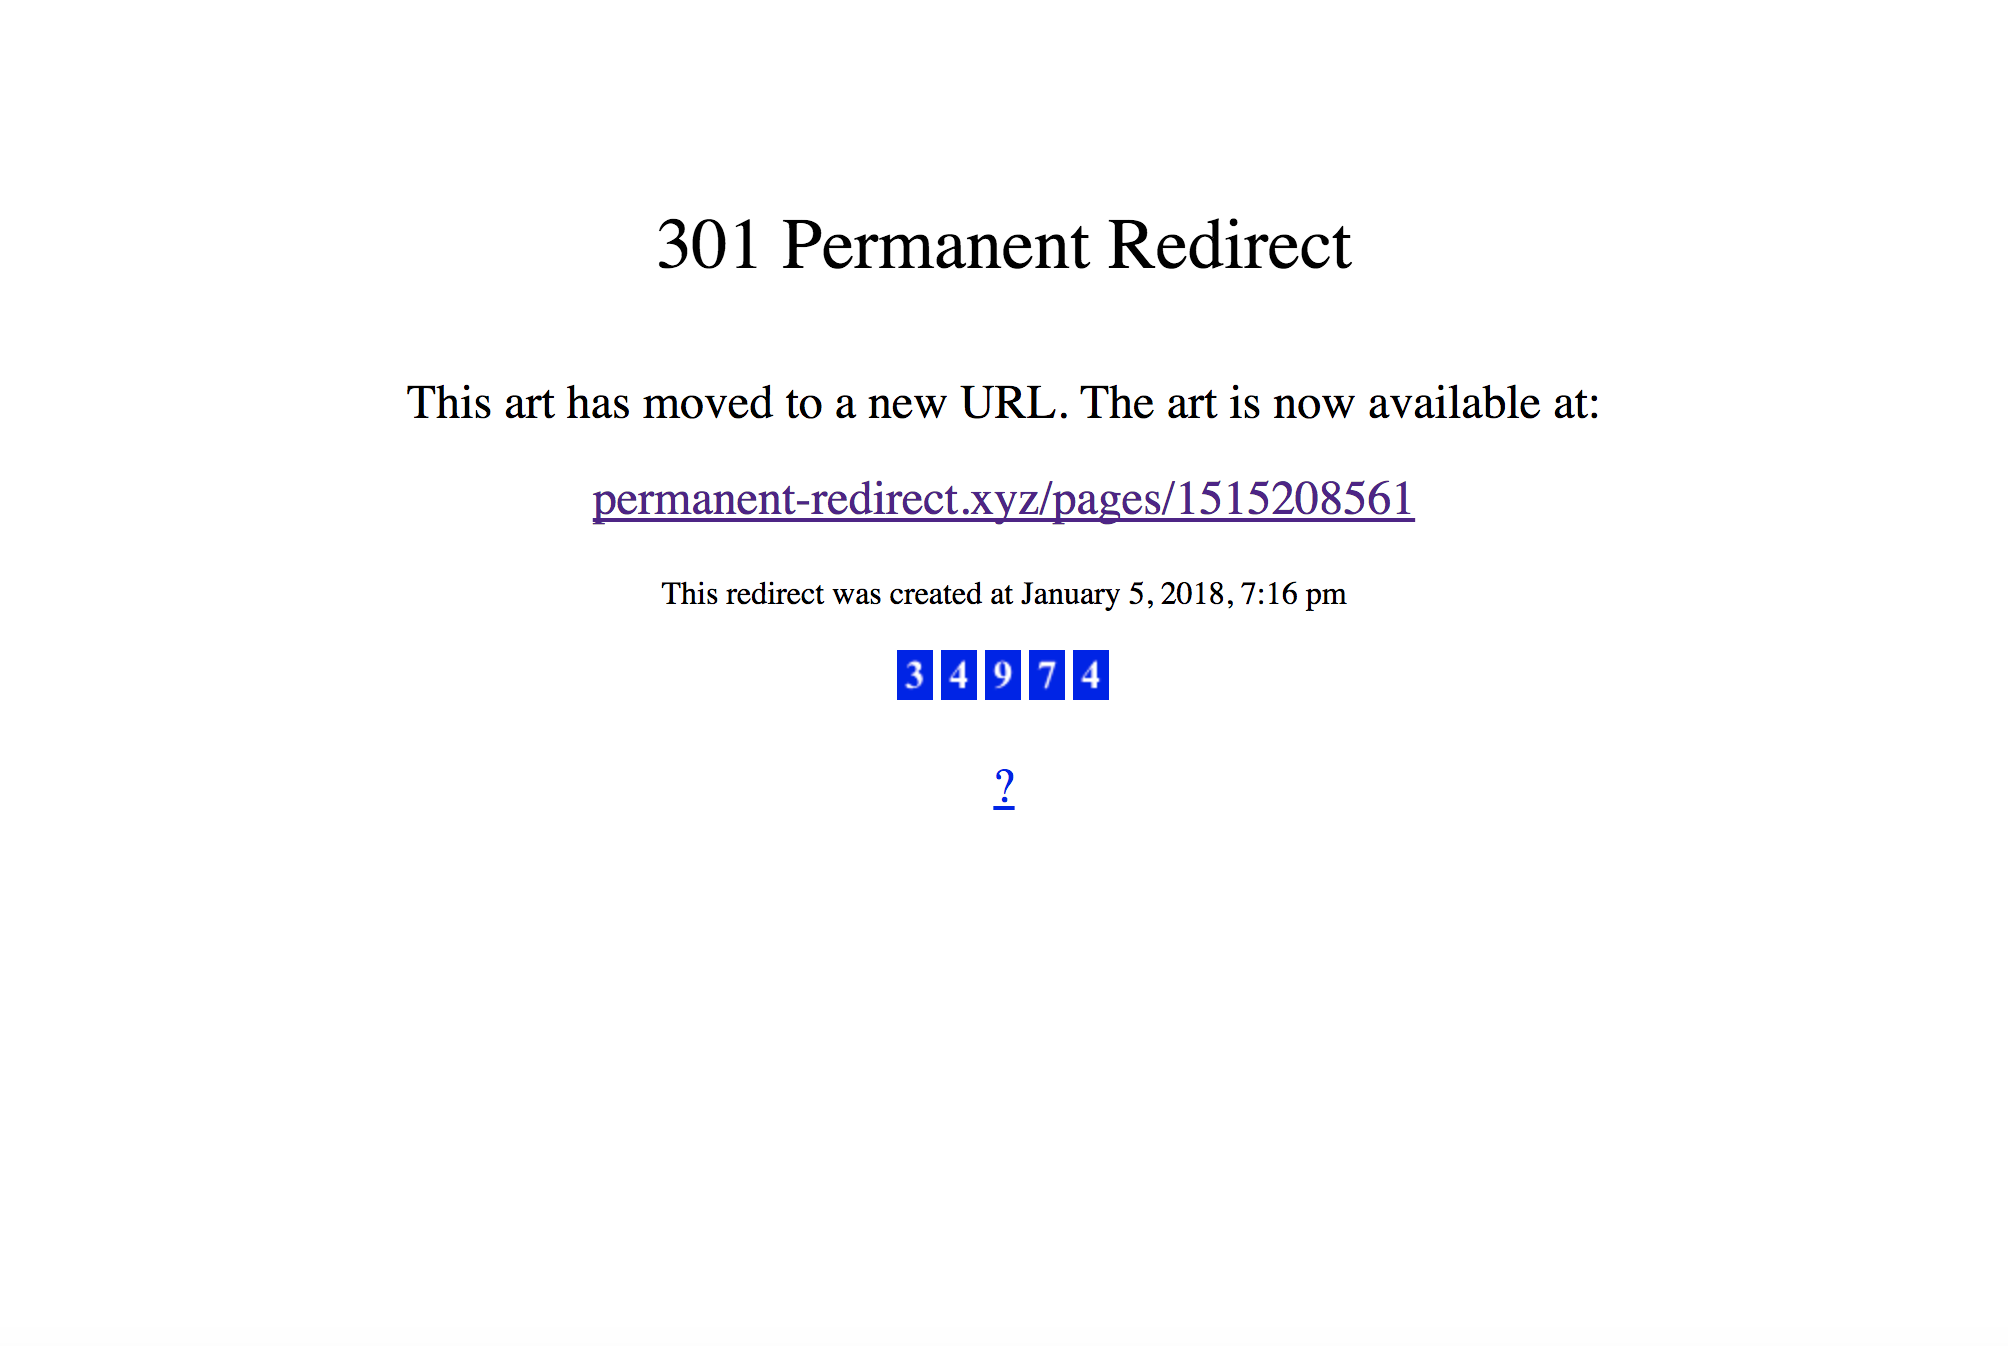 301 Permanent Redirect
This art has moved to a new URL. The art is now available at:
permanent-redirect.xyz/pages/1515208561
This redirect was created at January 5, 2018, 7:16 pm
3 4 9 7 4
?